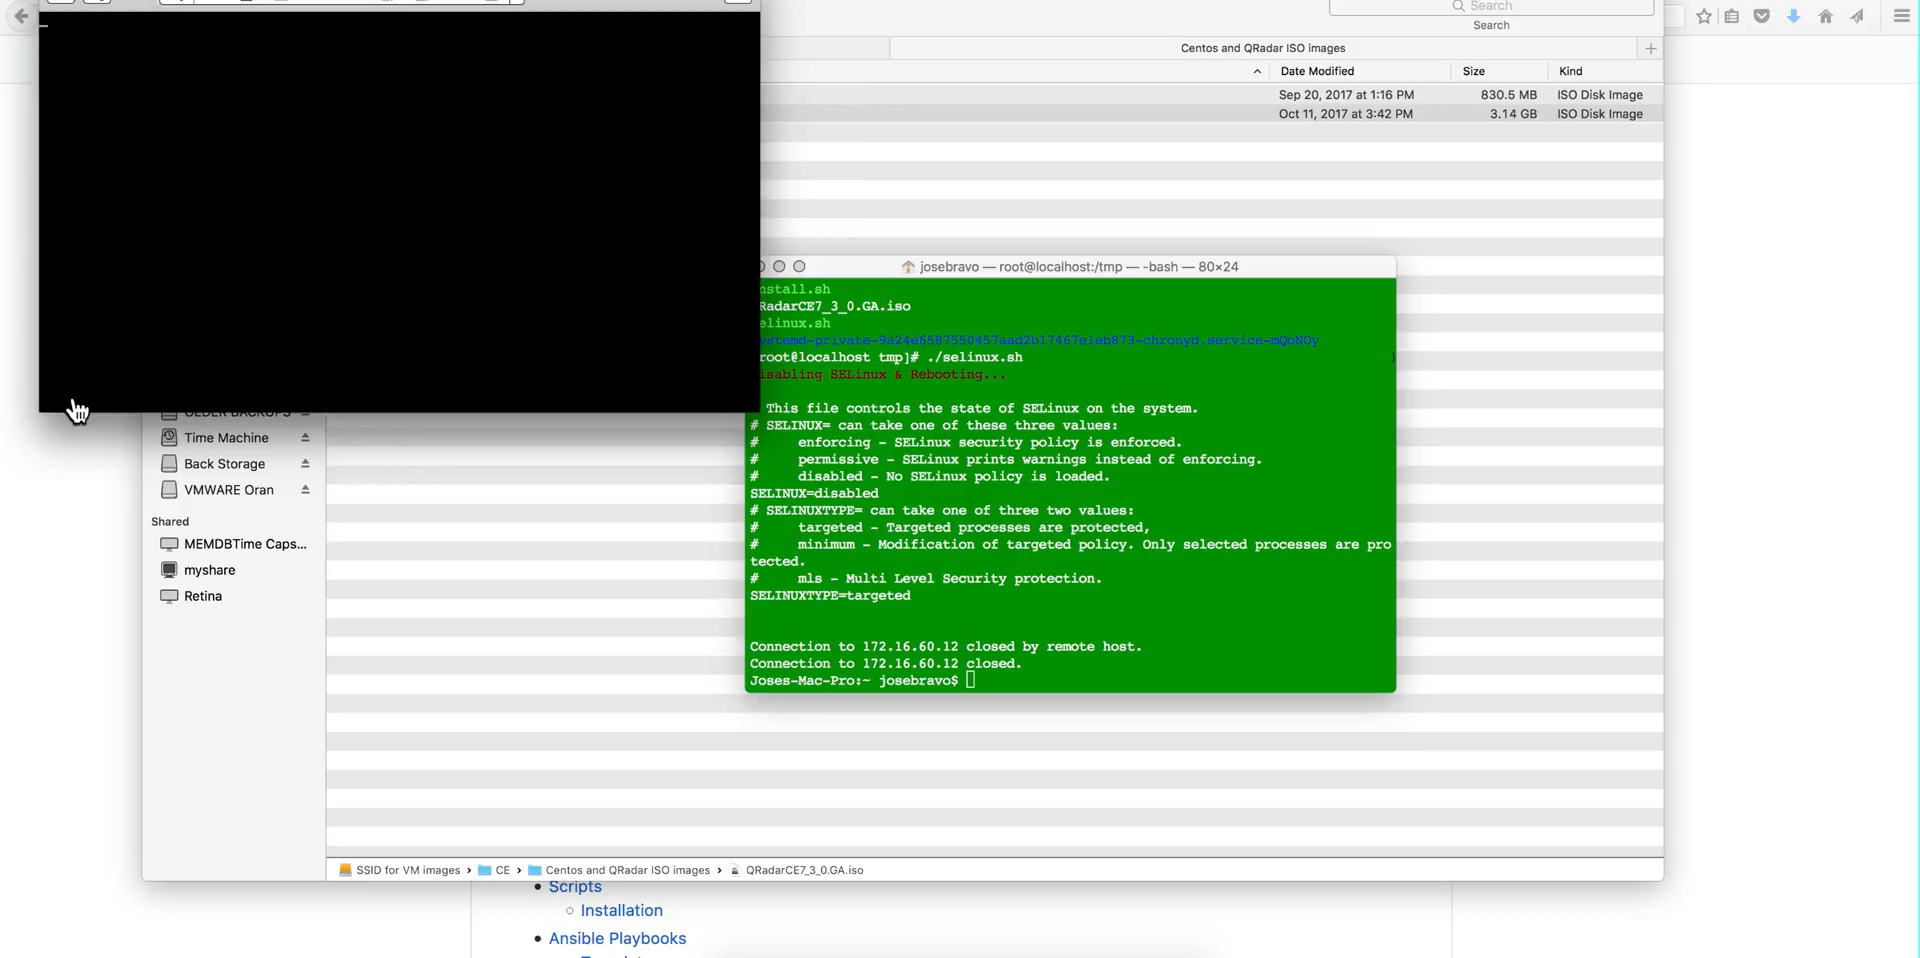 Search
Search
Centos and QRadar ISO images
Date Modified
Size
Kind
Sep 20, 2017 at 1:16 PM
830.5 MB
ISO Disk Image
Oct 11, 2017 at 3:42 PM
3.14 GB
ISO Disk Image
josebravo — root@localhost:/tmp — -bash — 80×24
nstall.sh
RadarCE7_3_0.GA.iso
elinux.sh
ystemd-private-9a24e6587550457aad2b17467e1eb873-chronyd.service-mQoNOy
root@localhost tmp]# ./selinux.sh
isabling SELinux & Rebooting...
This file controls the state of SELinux on the system.
# SELINUX= can take one of these three values:
#     enforcing - SELinux security policy is enforced.
#     permissive - SELinux prints warnings instead of enforcing.
#     disabled - No SELinux policy is loaded.
SELINUX=disabled
# SELINUXTYPE= can take one of three two values:
#     targeted - Targeted processes are protected,
#     minimum - Modification of targeted policy. Only selected processes are pro
tected.
#     mls - Multi Level Security protection.
SELINUXTYPE=targeted
Connection to 172.16.60.12 closed by remote host.
Connection to 172.16.60.12 closed.
Joses-Mac-Pro:~ josebravo$
OLDER BACKUPS
Time Machine
Back Storage
VMWARE Oran
Shared
MEMDBTime Caps...
myshare
Retina
SSID for VM images › CE › Centos and QRadar ISO images › QRadarCE7_3_0.GA.iso
Scripts
Installation
Ansible Playbooks